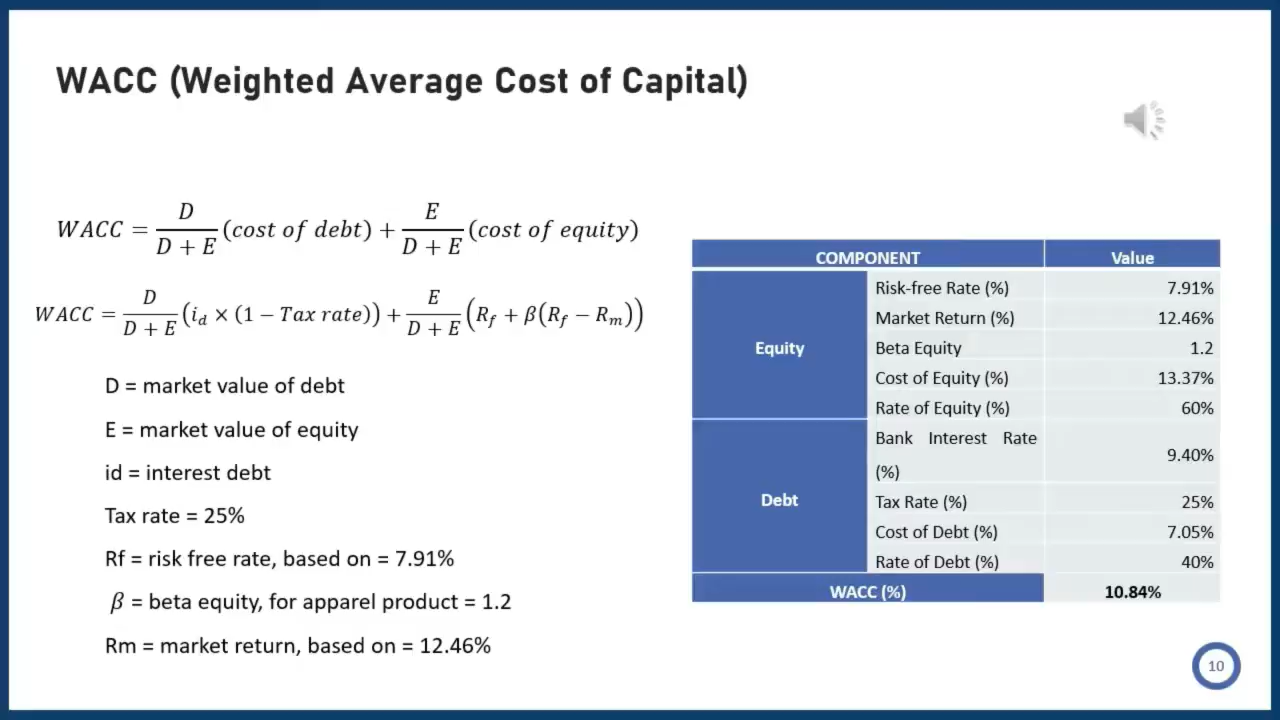 WACC (Weighted Average Cost of Capital)
WACC = D / D + E (cost of debt) + E / D + E (cost of equity)
WACC = D / D + E (i_d × (1 − Tax rate)) + E / D + E (R_f + β(R_f − R_m))
D = market value of debt
E = market value of equity
id = interest debt
Tax rate = 25%
Rf = risk free rate, based on = 7.91%
β = beta equity, for apparel product = 1.2
Rm = market return, based on = 12.46%
COMPONENT Value
Equity
Risk-free Rate (%) 7.91%
Market Return (%) 12.46%
Beta Equity 1.2
Cost of Equity (%) 13.37%
Rate of Equity (%) 60%
Debt
Bank Interest Rate
(%) 9.40%
Tax Rate (%) 25%
Cost of Debt (%) 7.05%
Rate of Debt (%) 40%
WACC (%) 10.84%
10